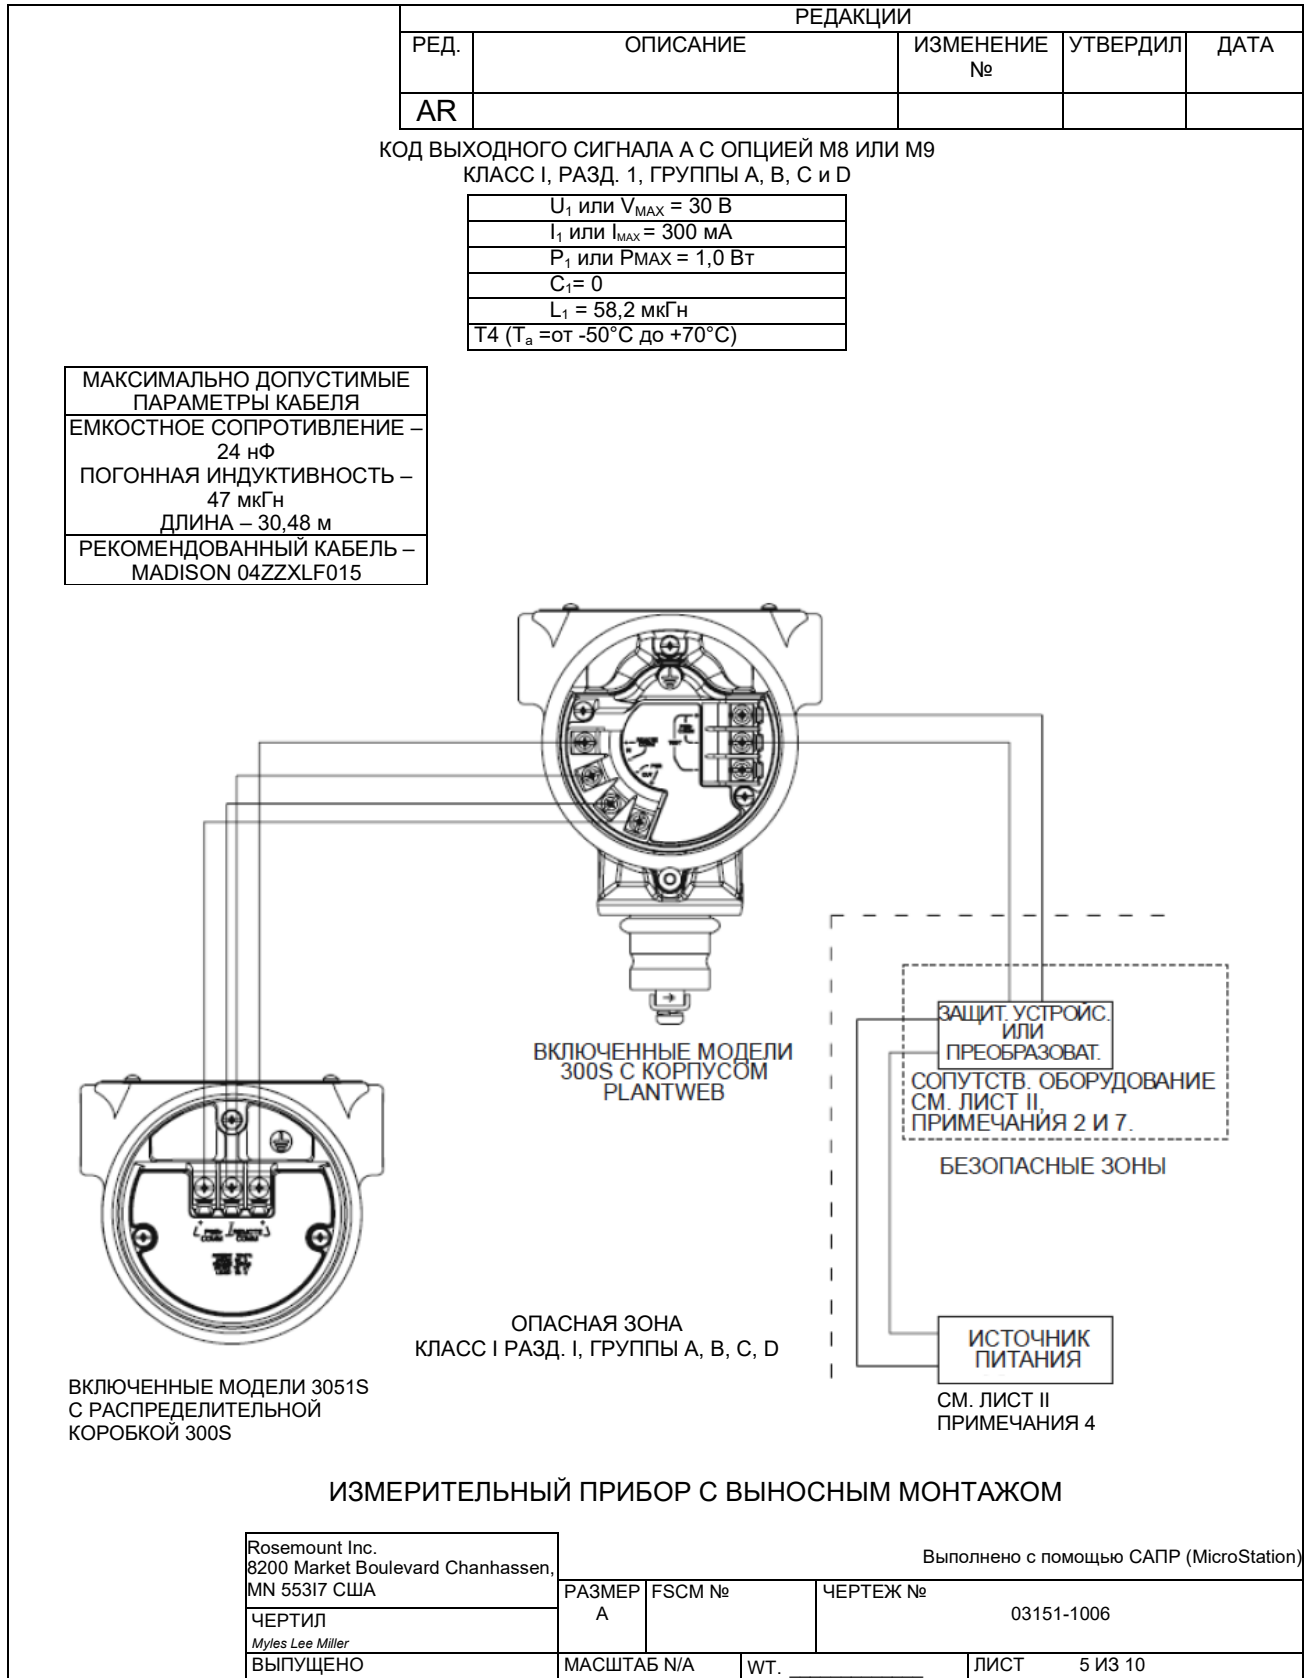 РЕДАКЦИИ
РЕД.
ОПИСАНИЕ
ИЗМЕНЕНИЕ №
УТВЕРДИЛ
ДАТА
AR
КОД ВЫХОДНОГО СИГНАЛА А С ОПЦИЕЙ M8 ИЛИ M9
КЛАСС I, РАЗД. 1, ГРУППЫ A, B, C и D
U₁ или VMAX = 30 В
I₁ или IMAX = 300 мА
P₁ или PMAX = 1,0 Вт
C₁= 0
L₁ = 58,2 мкГн
T4 (Tₐ =от -50°C до +70°C)
МАКСИМАЛЬНО ДОПУСТИМЫЕ
ПАРАМЕТРЫ КАБЕЛЯ
ЕМКОСТНОЕ СОПРОТИВЛЕНИЕ –
24 нФ
ПОГОННАЯ ИНДУКТИВНОСТЬ –
47 мкГн
ДЛИНА – 30,48 м
РЕКОМЕНДОВАННЫЙ КАБЕЛЬ –
MADISON 04ZZXLF015
ВКЛЮЧЕННЫЕ МОДЕЛИ
300S С КОРПУСОМ
PLANTWEB
ЗАЩИТ. УСТРОЙС.
ИЛИ
ПРЕОБРАЗОВАТ.
СОПУТСТВ. ОБОРУДОВАНИЕ
СМ. ЛИСТ II,
ПРИМЕЧАНИЯ 2 И 7.
БЕЗОПАСНЫЕ ЗОНЫ
ОПАСНАЯ ЗОНА
КЛАСС I РАЗД. I, ГРУППЫ A, B, C, D
ИСТОЧНИК
ПИТАНИЯ
СМ. ЛИСТ II
ПРИМЕЧАНИЯ 4
ВКЛЮЧЕННЫЕ МОДЕЛИ 3051S
С РАСПРЕДЕЛИТЕЛЬНОЙ
КОРОБКОЙ 300S
ИЗМЕРИТЕЛЬНЫЙ ПРИБОР С ВЫНОСНЫМ МОНТАЖОМ
Rosemount Inc.
8200 Market Boulevard Chanhassen,
MN 553I7 США
Выполнено с помощью САПР (MicroStation)
ЧЕРТИЛ
Myles Lee Miller
РАЗМЕР
A
FSCM №
ЧЕРТЕЖ №
03151-1006
ВЫПУЩЕНО
МАСШТАБ N/A
WT. ____________
ЛИСТ 5 ИЗ 10